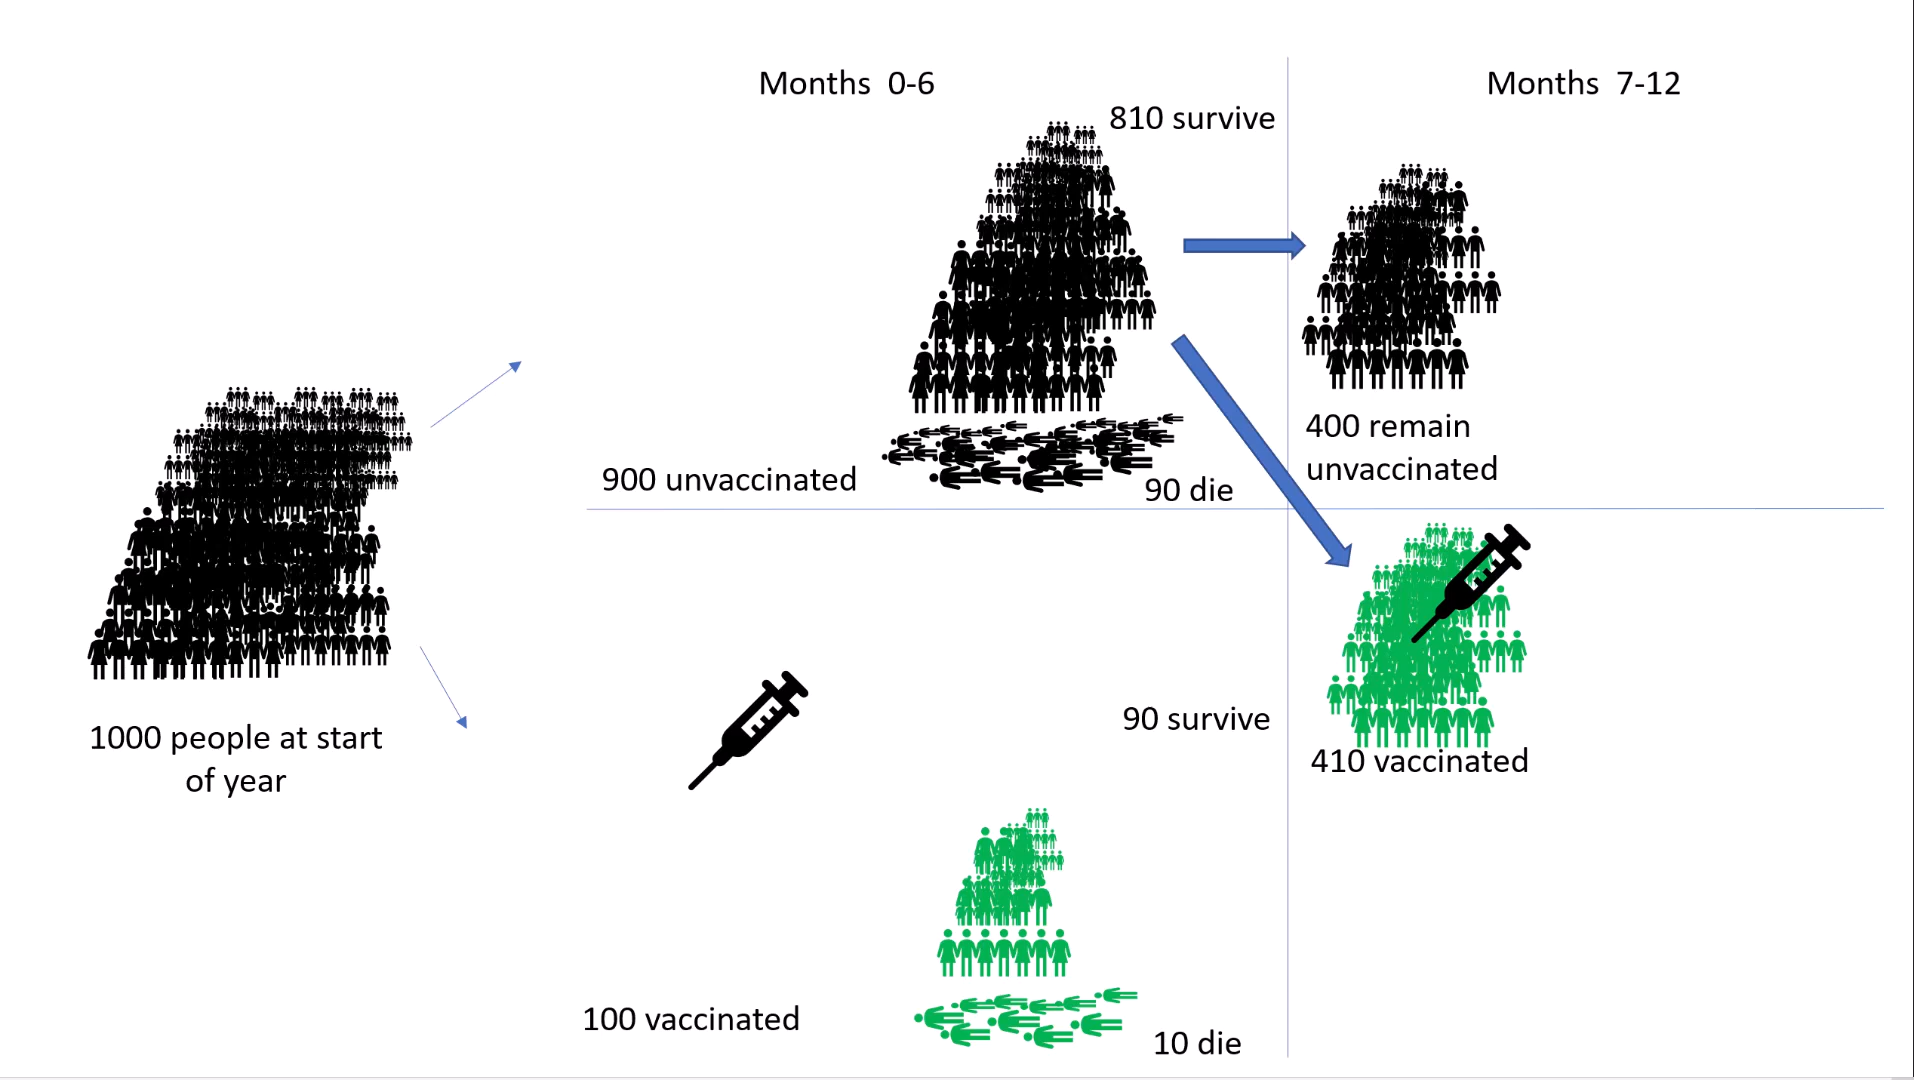 Months 0-6
Months 7-12
810 survive
400 remain
unvaccinated
900 unvaccinated
90 die
1000 people at start
of year
90 survive
410 vaccinated
100 vaccinated
10 die